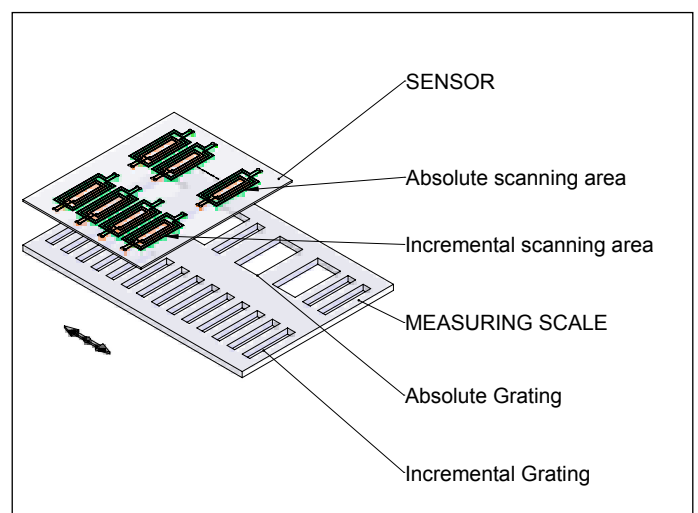 SENSOR
Absolute scanning area
Incremental scanning area
MEASURING SCALE
Absolute Grating
Incremental Grating